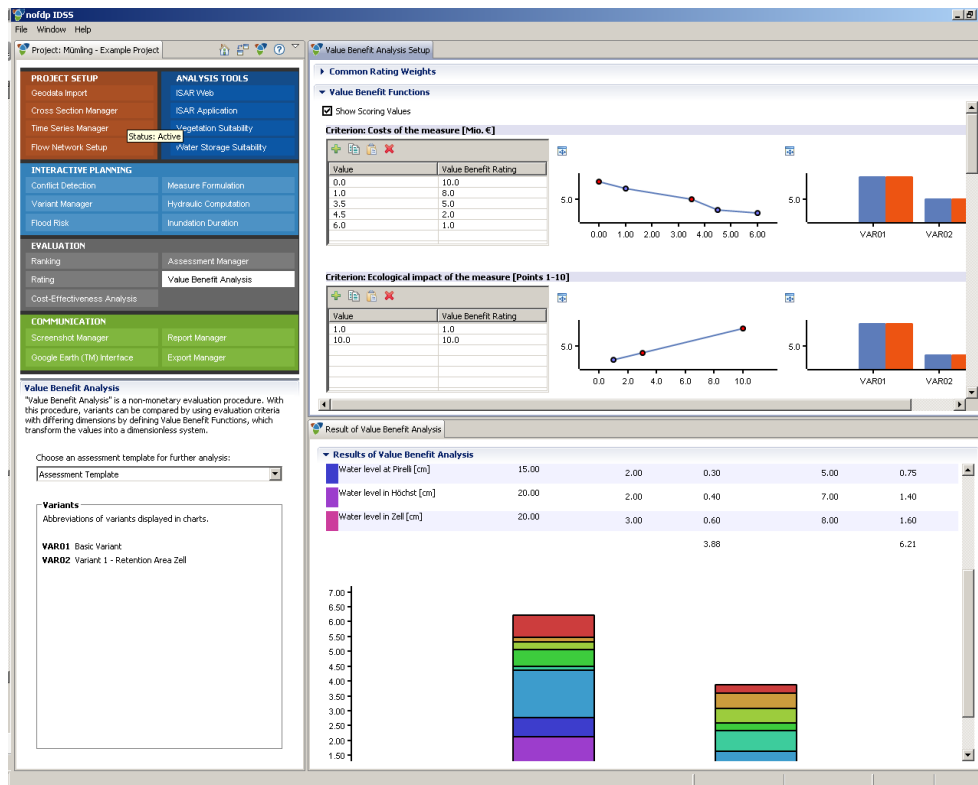 nofdp IDSS
File Window Help
Project: Mümling - Example Project
PROJECT SETUP
Geodata Import
Cross Section Manager
Time Series Manager
Flow Network Setup
Status: Active
ANALYSIS TOOLS
ISAR Web
ISAR Application
Vegetation Suitability
Water Storage Suitability
INTERACTIVE PLANNING
Conflict Detection Measure Formulation
Variant Manager Hydraulic Computation
Flood Risk Inundation Duration
EVALUATION
Ranking Assessment Manager
Rating Value Benefit Analysis
Cost-Effectiveness Analysis
COMMUNICATION
Screenshot Manager Report Manager
Google Earth (TM) Interface Export Manager
Value Benefit Analysis
"Value Benefit Analysis" is a non-monetary evaluation procedure. With
this procedure, variants can be compared by using evaluation criteria
with differing dimensions by defining Value Benefit Functions, which
transform the values into a dimensionless system.
Choose an assessment template for further analysis:
Assessment Template
Variants
Abbreviations of variants displayed in charts.
VAR01 Basic Variant
VAR02 Variant 1 - Retention Area Zell
Value Benefit Analysis Setup
Common Rating Weights
Value Benefit Functions
Show Scoring Values
Criterion: Costs of the measure [Mio. €]
Value Value Benefit Rating
0.0 10.0
1.0 8.0
3.5 5.0
4.5 2.0
6.0 1.0
5.0
0.00 1.00 2.00 3.00 4.00 5.00 6.00
5.0
VAR01 VAR02
Criterion: Ecological impact of the measure [Points 1-10]
Value Value Benefit Rating
1.0 1.0
10.0 10.0
5.0
0.0 2.0 4.0 6.0 8.0 10.0
5.0
VAR01 VAR02
Result of Value Benefit Analysis
Results of Value Benefit Analysis
Water level at Pirelli [cm] 15.00 2.00 0.30 5.00 0.75
Water level in Höchst [cm] 20.00 2.00 0.40 7.00 1.40
Water level in Zell [cm] 20.00 3.00 0.60 8.00 1.60
3.88 6.21
7.00
6.50
6.00
5.50
5.00
4.50
4.00
3.50
3.00
2.50
2.00
1.50